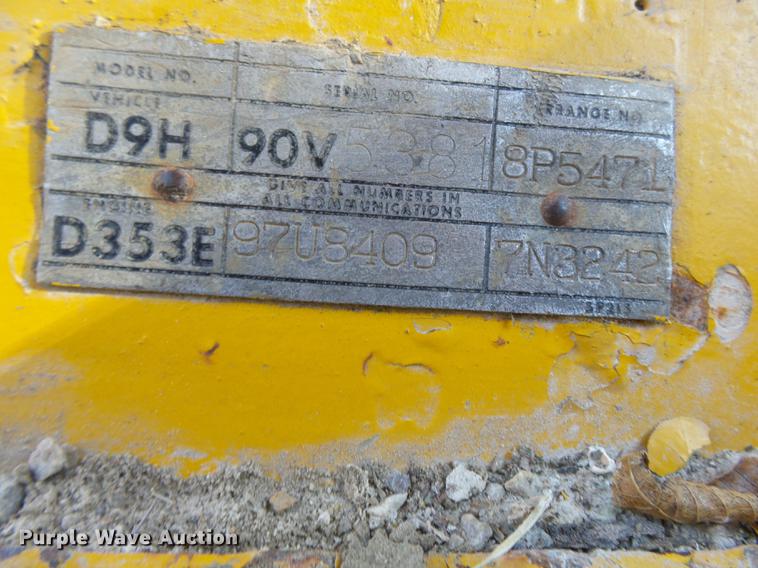 MODEL NO. SERIAL NO. ARRANGE NO.
VEHICLE
D9H 90V5381 8P5471
GIVE ALL NUMBERS IN
ALL COMMUNICATIONS
ENGINE
D353E 97U8409 7N3242
Purple Wave Auction